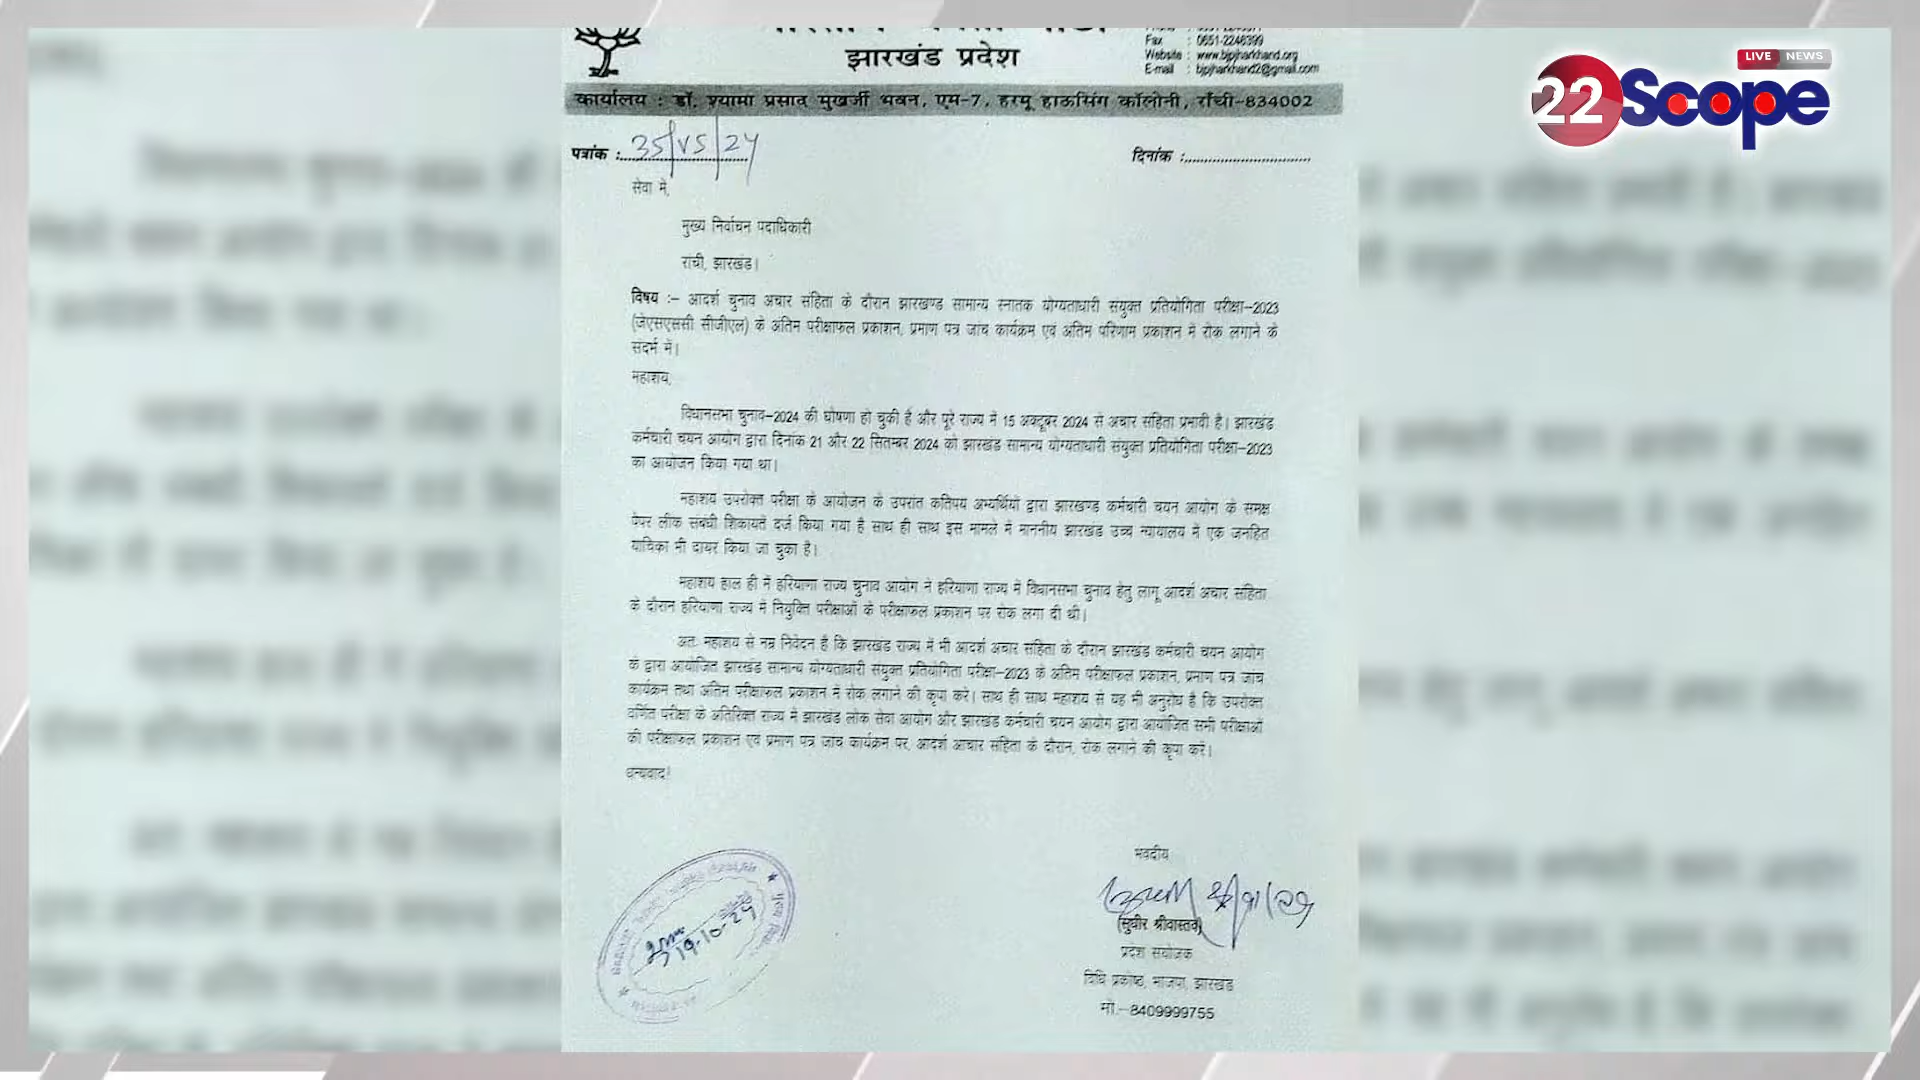 झारखंड प्रदेश
Fax : 0651-2246399
Website : www.bjpjharkhand.org
E-mail : bjpjharkhand2@gmail.com
LIVE NEWS
22Scope
कार्यालय : डॉ. श्यामा प्रसाद मुखर्जी भवन, एम-7, हरमू हाऊसिंग कॉलोनी, राँची-834002
पत्रांक :
दिनांक :
सेवा में,
मुख्य निर्वाचन पदाधिकारी
रांची, झारखंड।
विषय :- आदर्श चुनाव अचार संहिता के दौरान झारखण्ड सामान्य स्नातक योग्यताधारी संयुक्त प्रतियोगिता परीक्षा-2023
(जेएसएससी सीजीएल) के अंतिम परीक्षाफल प्रकाशन, प्रमाण पत्र जांच कार्यक्रम एवं अंतिम परिणाम प्रकाशन में रोक लगाने के
संदर्भ में।
महाशय,
विधानसभा चुनाव-2024 की घोषणा हो चुकी है और पूरे राज्य में 15 अक्टूबर 2024 से अचार संहिता प्रभावी है। झारखंड
कर्मचारी चयन आयोग द्वारा दिनांक 21 और 22 सितम्बर 2024 को झारखंड सामान्य योग्यताधारी संयुक्त प्रतियोगिता परीक्षा-2023
का आयोजन किया गया था।
महाशय उपरोक्त परीक्षा के आयोजन के उपरांत कतिपय अभ्यर्थियों द्वारा झारखण्ड कर्मचारी चयन आयोग के समक्ष
पेपर लीक संबंधी शिकायतें दर्ज किया गया है साथ ही साथ इस मामले में माननीय झारखंड उच्च न्यायालय में एक जनहित
याचिका भी दायर किया जा चुका है।
महाशय हाल ही में हरियाणा राज्य चुनाव आयोग ने हरियाणा राज्य में विधानसभा चुनाव हेतु लागू आदर्श अचार संहिता
के दौरान हरियाणा राज्य में नियुक्ति परीक्षाओं के परीक्षाफल प्रकाशन पर रोक लगा दी थी।
अतः महाशय से नम्र निवेदन है कि झारखंड राज्य में भी आदर्श अचार संहिता के दौरान झारखंड कर्मचारी चयन आयोग
के द्वारा आयोजित झारखंड सामान्य योग्यताधारी संयुक्त प्रतियोगिता परीक्षा-2023 के अंतिम परीक्षाफल प्रकाशन, प्रमाण पत्र जांच
कार्यक्रम तथा अंतिम परीक्षाफल प्रकाशन में रोक लगाने की कृपा करें। साथ ही साथ महाशय से यह भी अनुरोध है कि उपरोक्त
वर्णित परीक्षा के अतिरिक्त राज्य में झारखंड लोक सेवा आयोग और झारखंड कर्मचारी चयन आयोग द्वारा आयोजित सभी परीक्षाओं
की परीक्षाफल प्रकाशन एवं प्रमाण पत्र जांच कार्यक्रम पर, आदर्श आचार संहिता के दौरान, रोक लगाने की कृपा करें।
धन्यवाद!
भवदीय
(सुधीर श्रीवास्तव)
प्रदेश संयोजक
विधि प्रकोष्ठ, भाजपा, झारखंड
मो.-8409999755
19.10.24